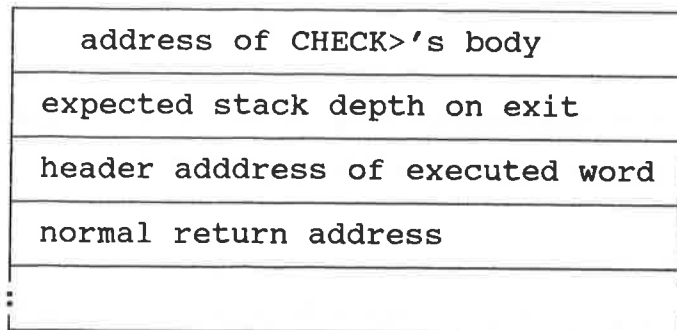 address of CHECK>'s body
expected stack depth on exit
header adddress of executed word
normal return address
: